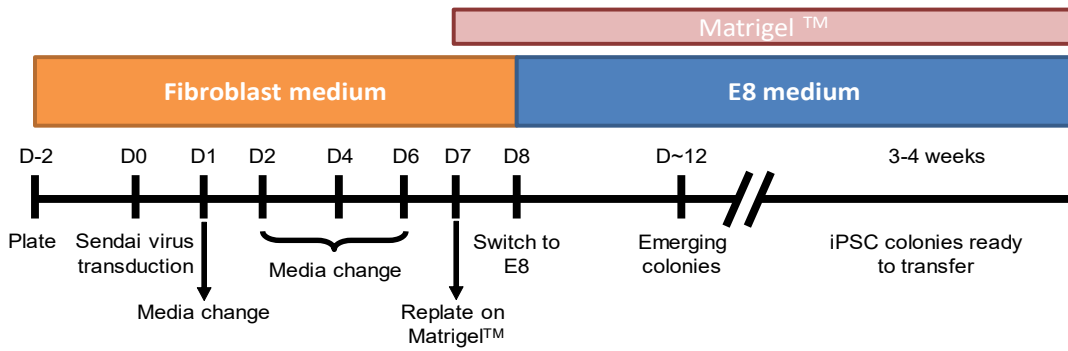 Matrigel ™
Fibroblast medium
E8 medium
D-2
D0
D1
D2
D4
D6
D7
D8
D~12
3-4 weeks
Plate
Sendai virus
transduction
Media change
Media change
Replate on
Matrigel™
Switch to
E8
Emerging
colonies
iPSC colonies ready
to transfer